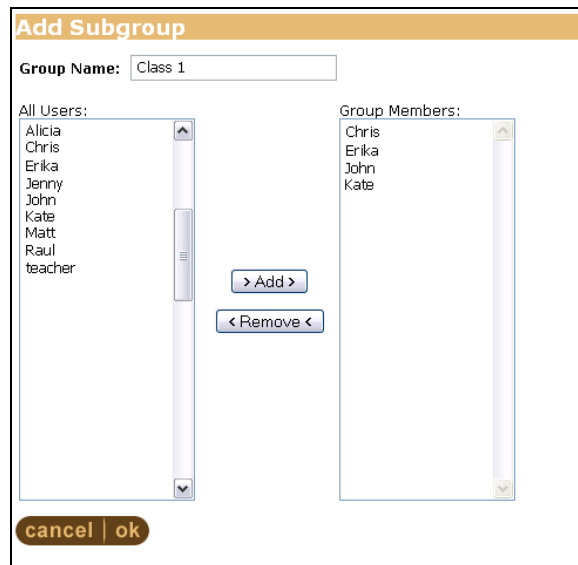 Add Subgroup
Group Name: Class 1
All Users:
Alicia
Chris
Erika
Jenny
John
Kate
Matt
Raul
teacher
> Add >
< Remove <
Group Members:
Chris
Erika
John
Kate
cancel | ok